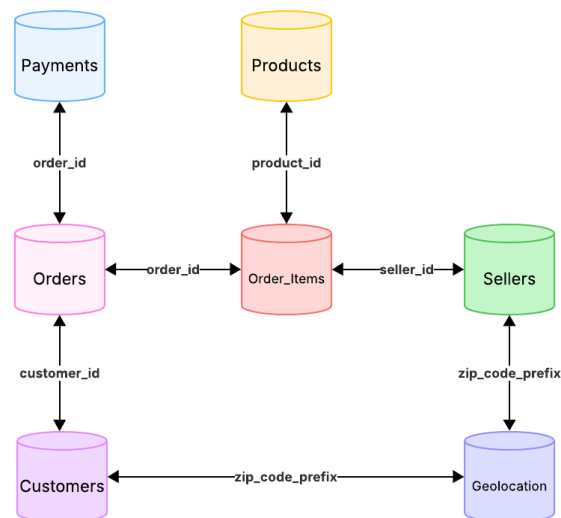 Payments
Products
order_id
product_id
Orders
order_id
Order_Items
seller_id
Sellers
customer_id
zip_code_prefix
Customers
zip_code_prefix
Geolocation